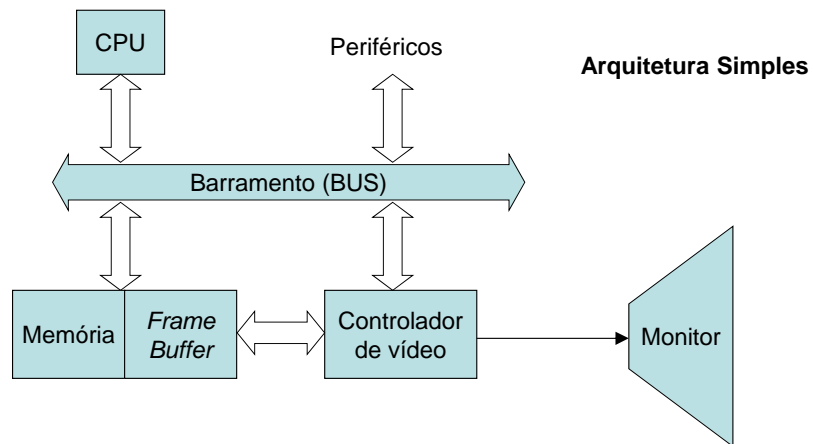 CPU
Periféricos
Arquitetura Simples
Barramento (BUS)
Memória
Frame
Buffer
Controlador
de vídeo
Monitor